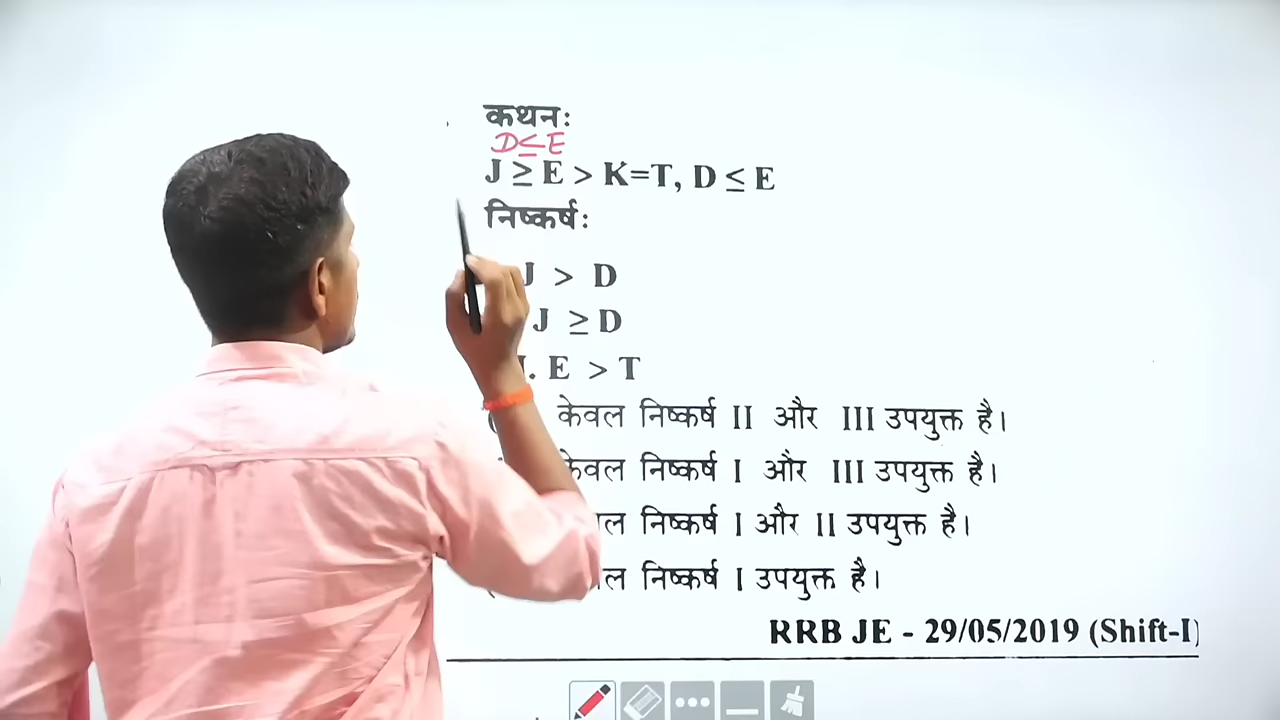 कथनः
D≤E
J ≥ E > K=T, D ≤ E
निष्कर्षः
J > D
J ≥ D
I. E > T
केवल निष्कर्ष II और III उपयुक्त है।
केवल निष्कर्ष I और III उपयुक्त है।
निष्कर्ष I और II उपयुक्त है।
निष्कर्ष I उपयुक्त है।
RRB JE - 29/05/2019 (Shift-I)